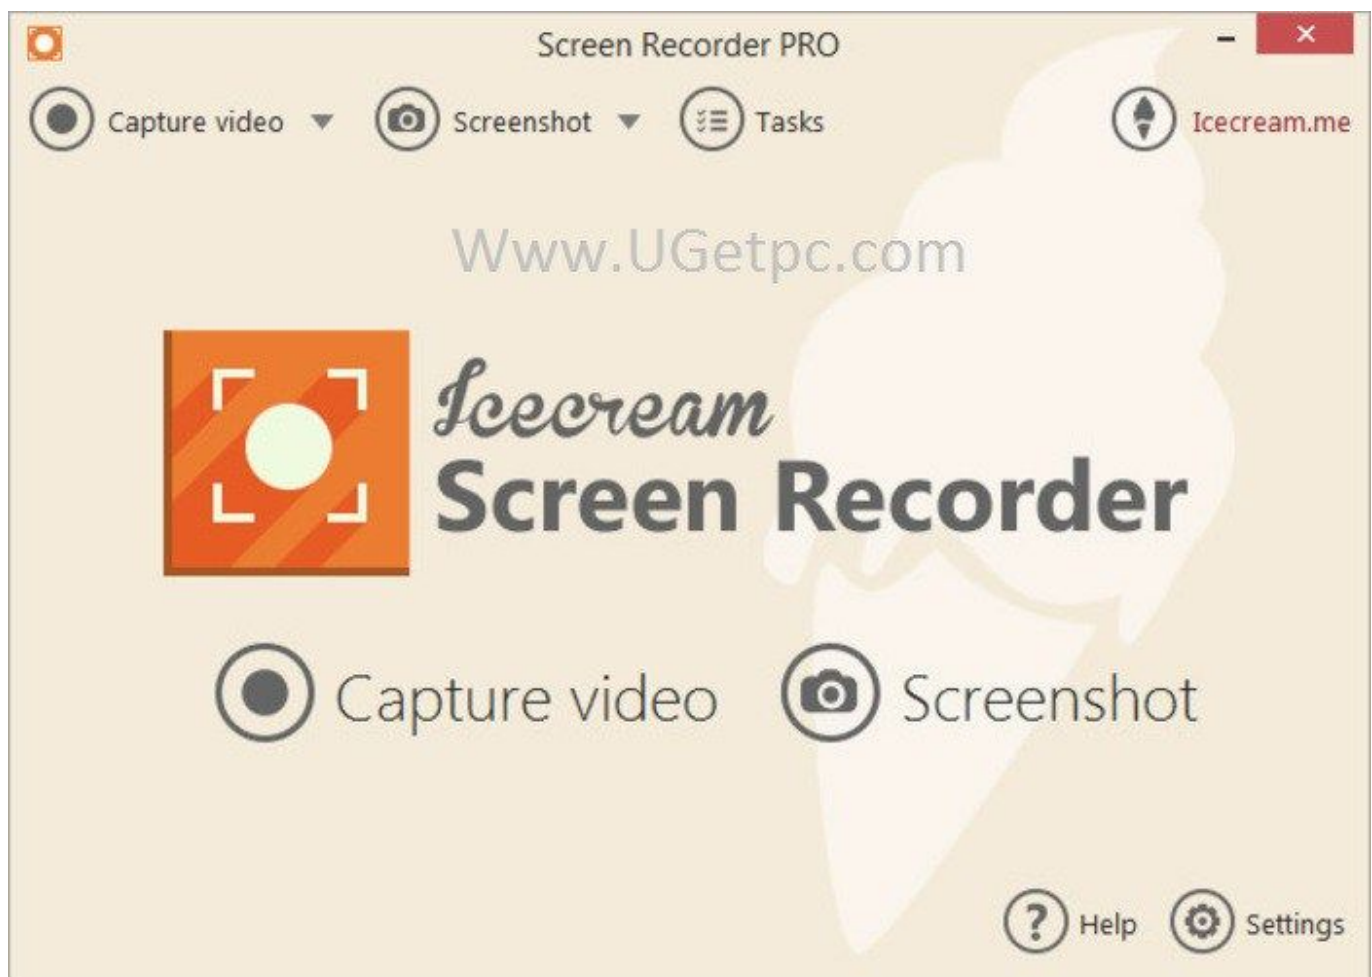 Screen Recorder PRO
Capture video Screenshot Tasks Icecream.me
Www.UGetpc.com
Icecream
Screen Recorder
Capture video Screenshot
Help Settings